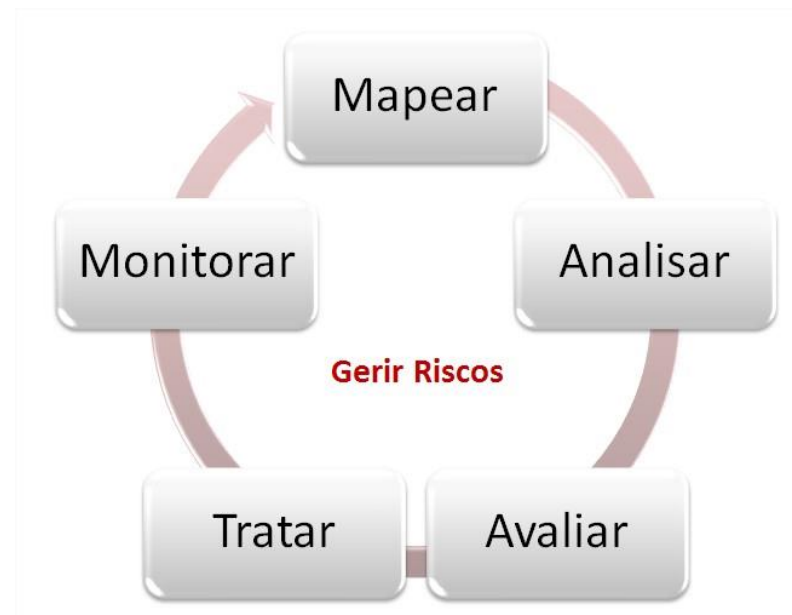 Mapear
Analisar
Avaliar
Tratar
Monitorar
Gerir Riscos